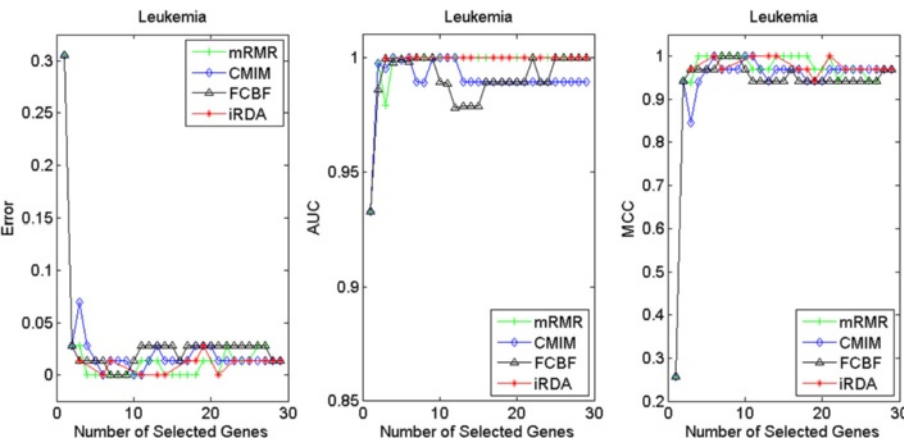 Leukemia
Error
0.3
0.25
0.2
0.15
0.1
0.05
0
0 10 20 30
Number of Selected Genes
mRMR
CMIM
FCBF
iRDA
Leukemia
AUC
1
0.95
0.9
0.85
0 10 20 30
Number of Selected Genes
mRMR
CMIM
FCBF
iRDA
Leukemia
MCC
1
0.9
0.8
0.7
0.6
0.5
0.4
0.3
0.2
0 10 20 30
Number of Selected Genes
mRMR
CMIM
FCBF
iRDA